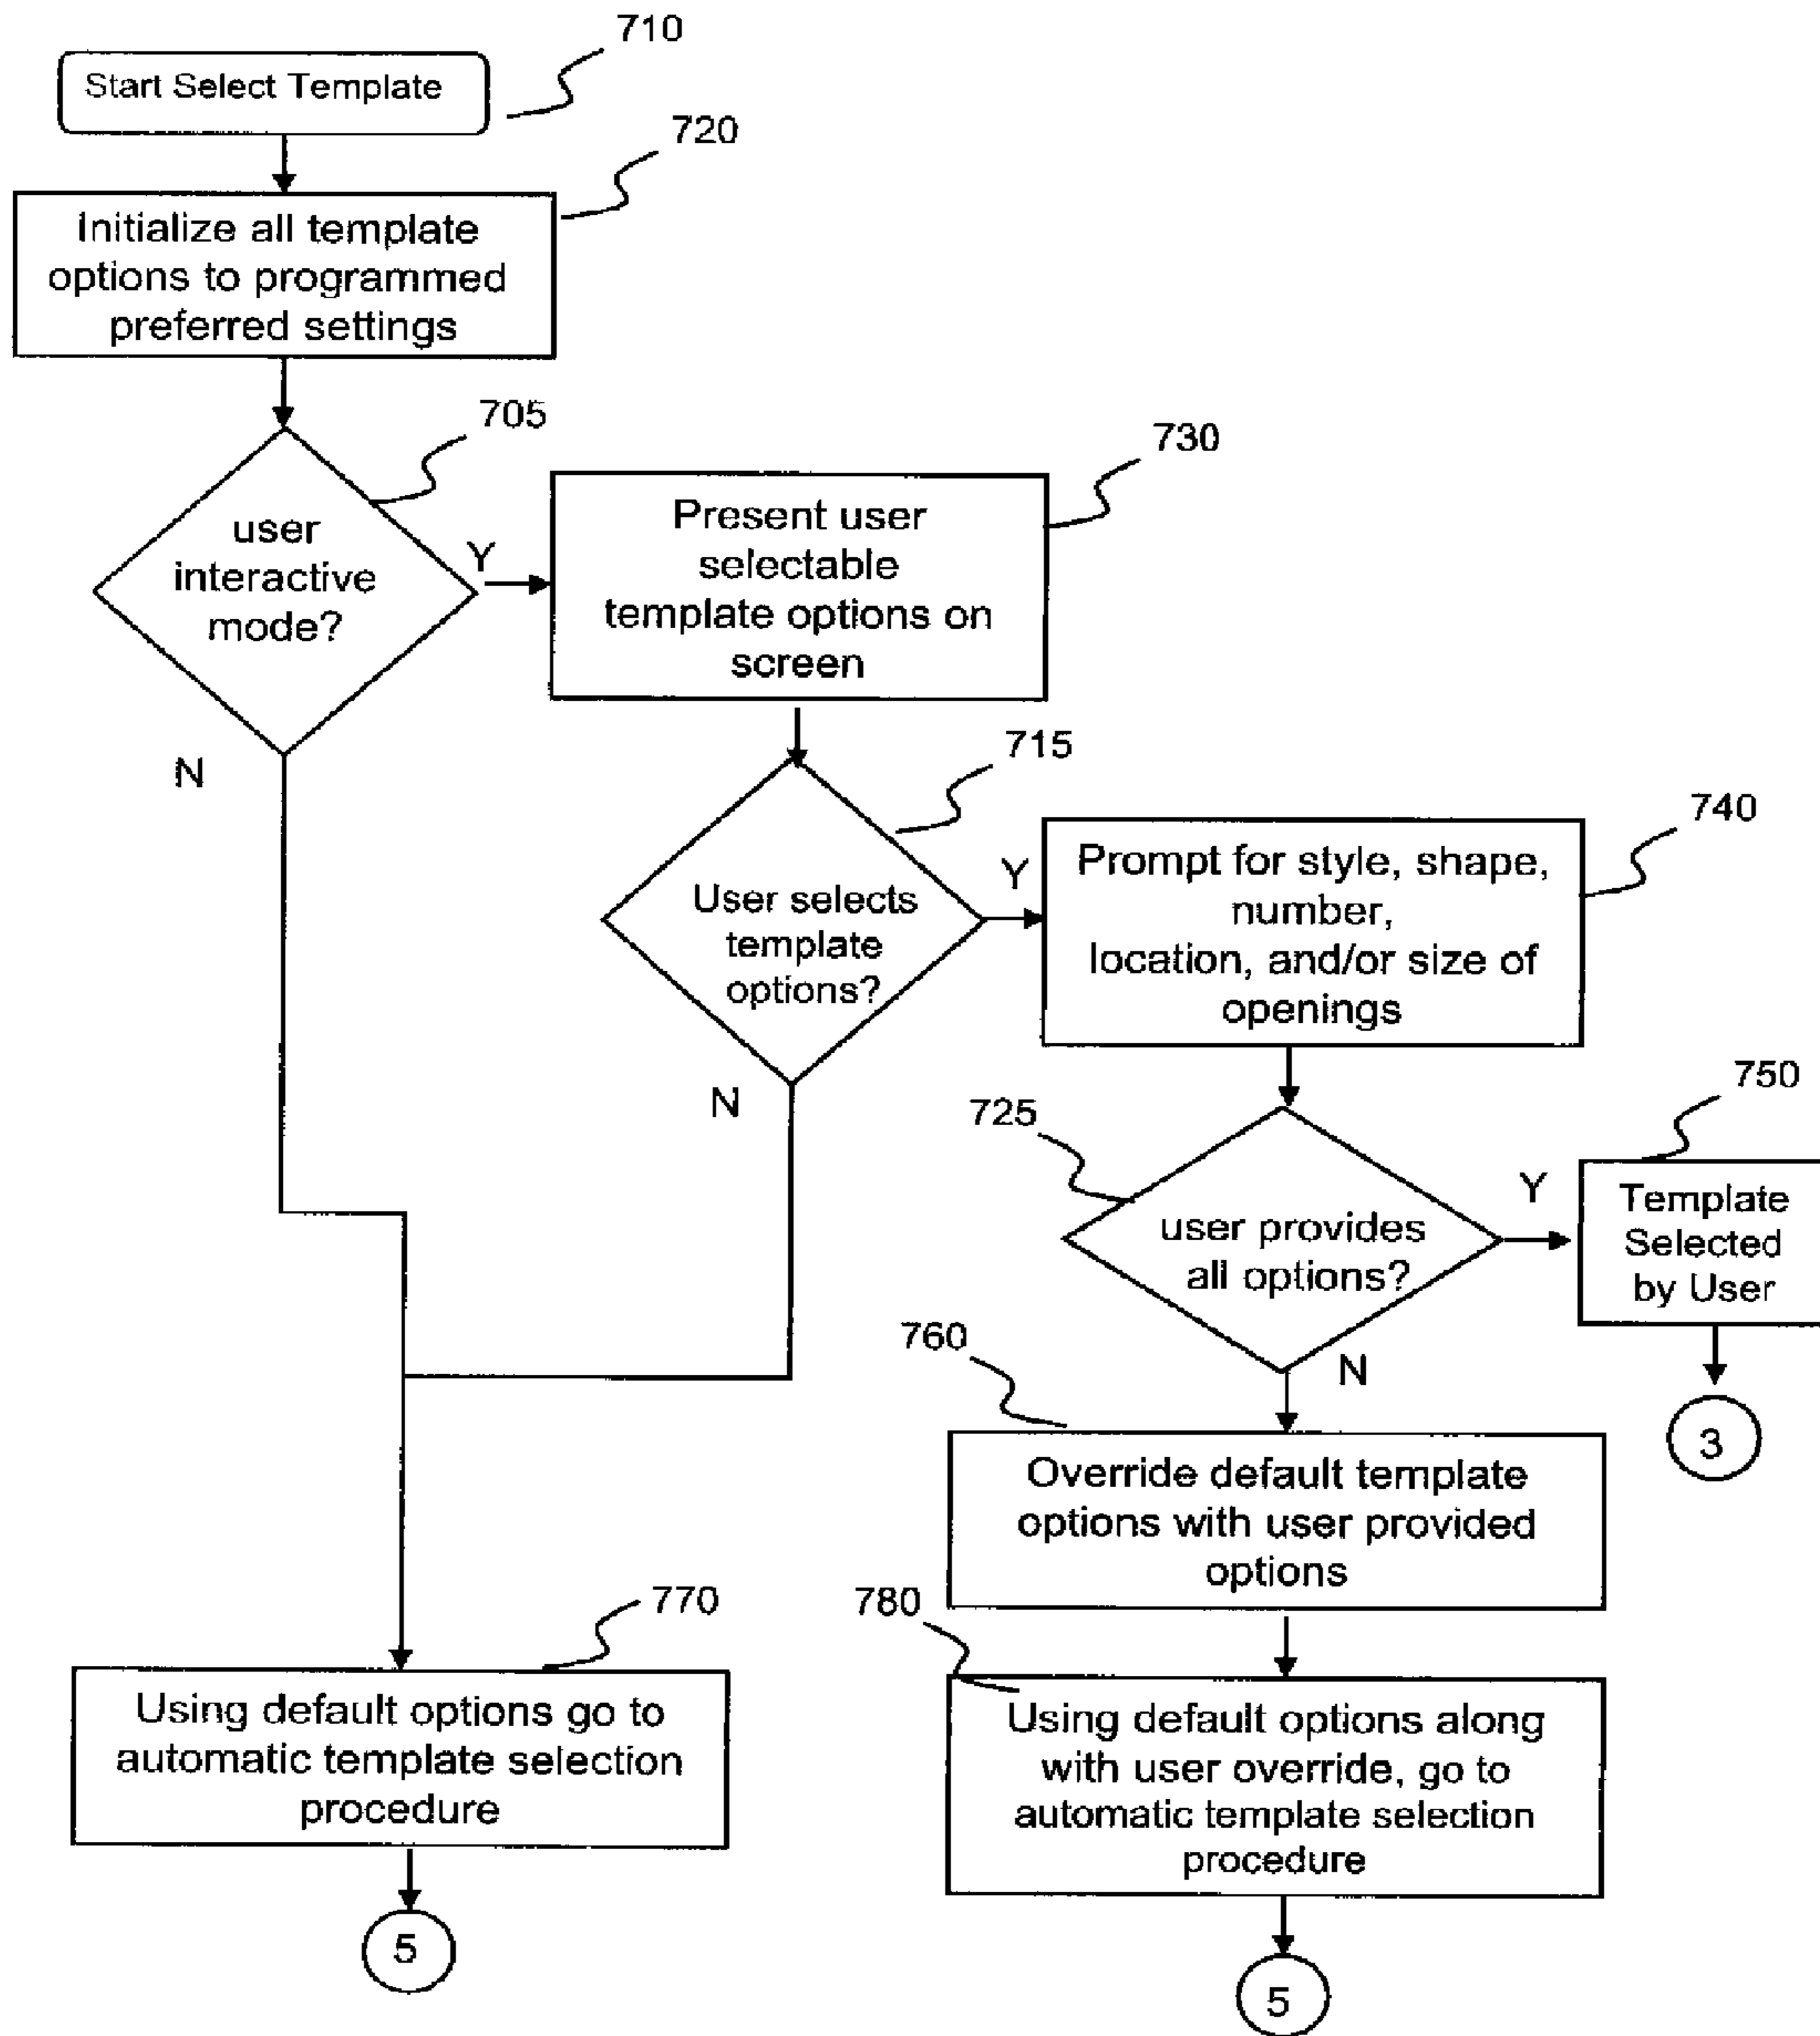 710
Start Select Template
720
Initialize all template
options to programmed
preferred settings
705
user
interactive
mode?
Y
N
730
Present user
selectable
template options on
screen
715
User selects
template
options?
Y
N
740
Prompt for style, shape,
number,
location, and/or size of
openings
725
user provides
all options?
Y
N
750
Template
Selected
by User
3
760
Override default template
options with user provided
options
770
Using default options go to
automatic template selection
procedure
5
780
Using default options along
with user override, go to
automatic template selection
procedure
5